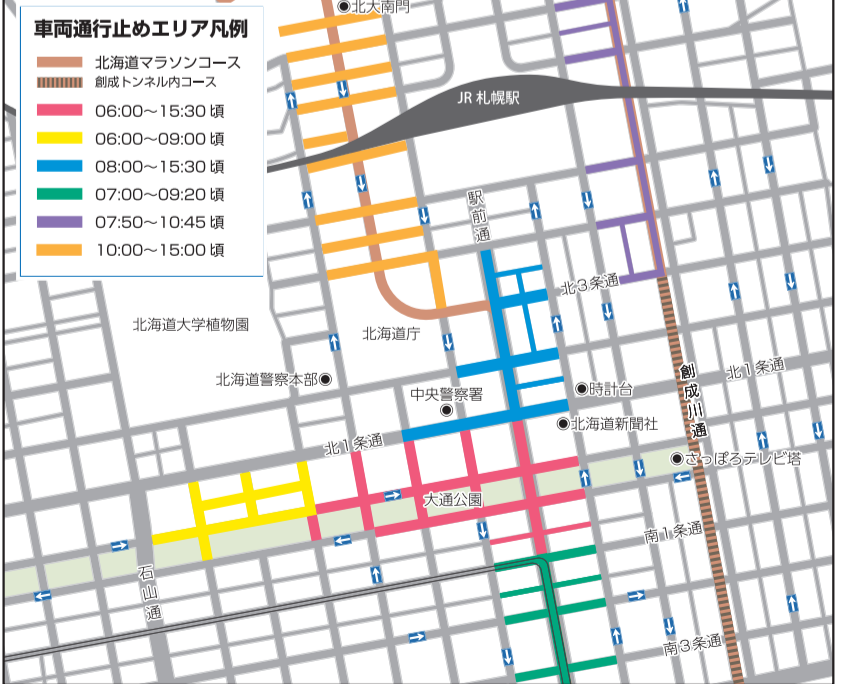 車両通行止めエリア凡例
北海道マラソンコース
創成トンネル内コース
06:00～15:30 頃
06:00～09:00 頃
08:00～15:30 頃
07:00～09:20 頃
07:50～10:45 頃
10:00～15:00 頃
北大南門
JR 札幌駅
駅前通
北3条通
北海道大学植物園
北海道庁
北海道警察本部
中央警察署
時計台
北1条通
創成川通
北海道新聞社
北1条通
さっぽろテレビ塔
大通公園
南1条通
石山通
南3条通